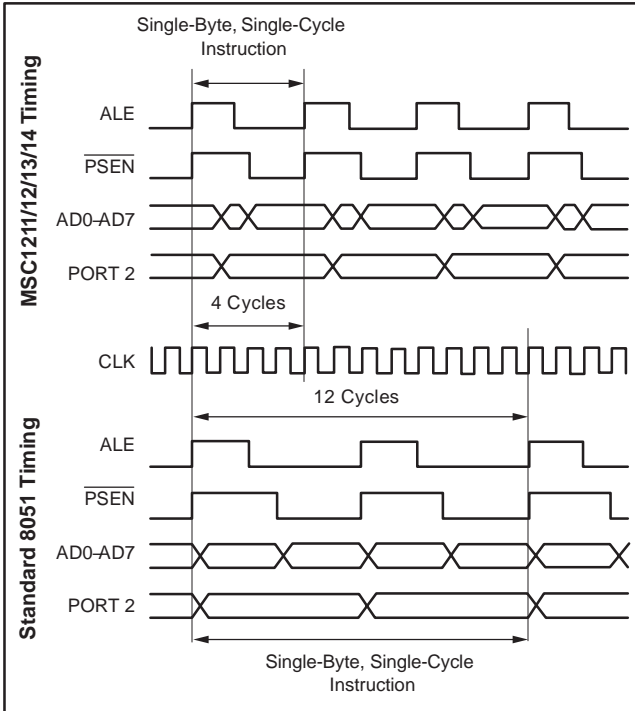 Single-Byte, Single-Cycle
Instruction
MSC1211/12/13/14 Timing
ALE
PSEN
AD0-AD7
PORT 2
4 Cycles
CLK
12 Cycles
Standard 8051 Timing
ALE
PSEN
AD0-AD7
PORT 2
Single-Byte, Single-Cycle
Instruction